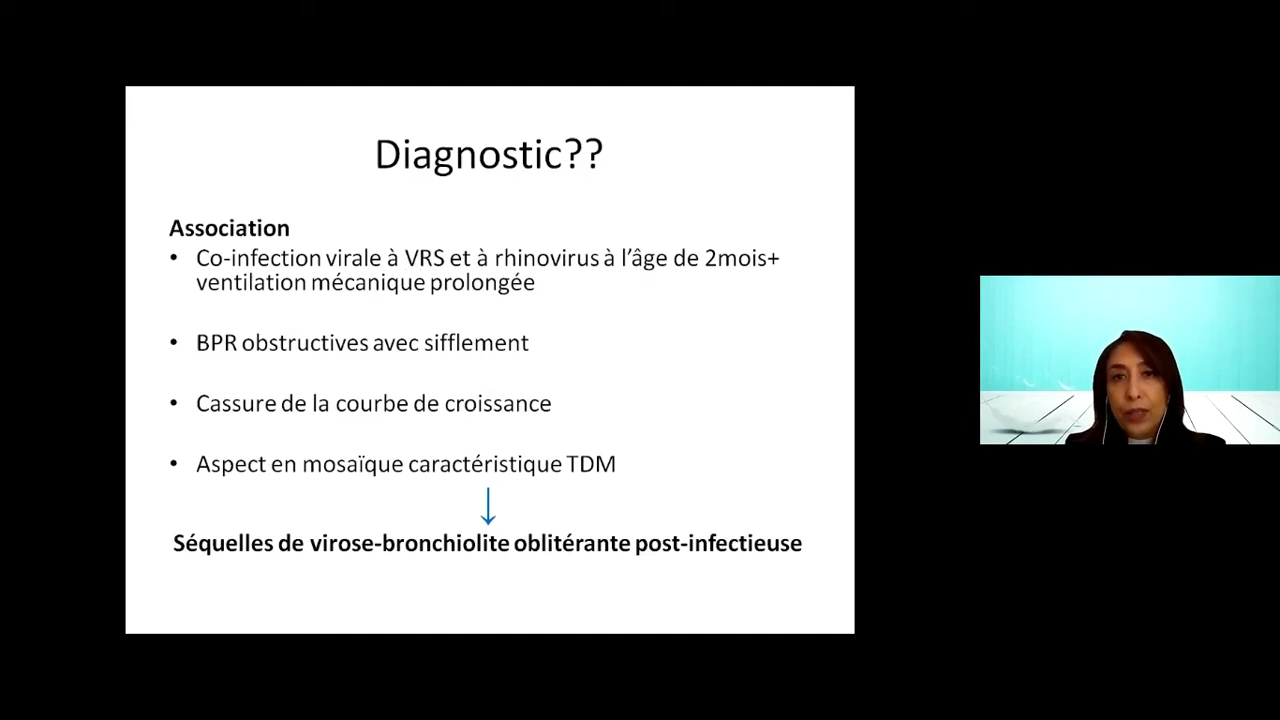 Diagnostic??
Association
• Co-infection virale à VRS et à rhinovirus à l’âge de 2mois+
ventilation mécanique prolongée
• BPR obstructives avec sifflement
• Cassure de la courbe de croissance
• Aspect en mosaïque caractéristique TDM
Séquelles de virose-bronchiolite oblitérante post-infectieuse